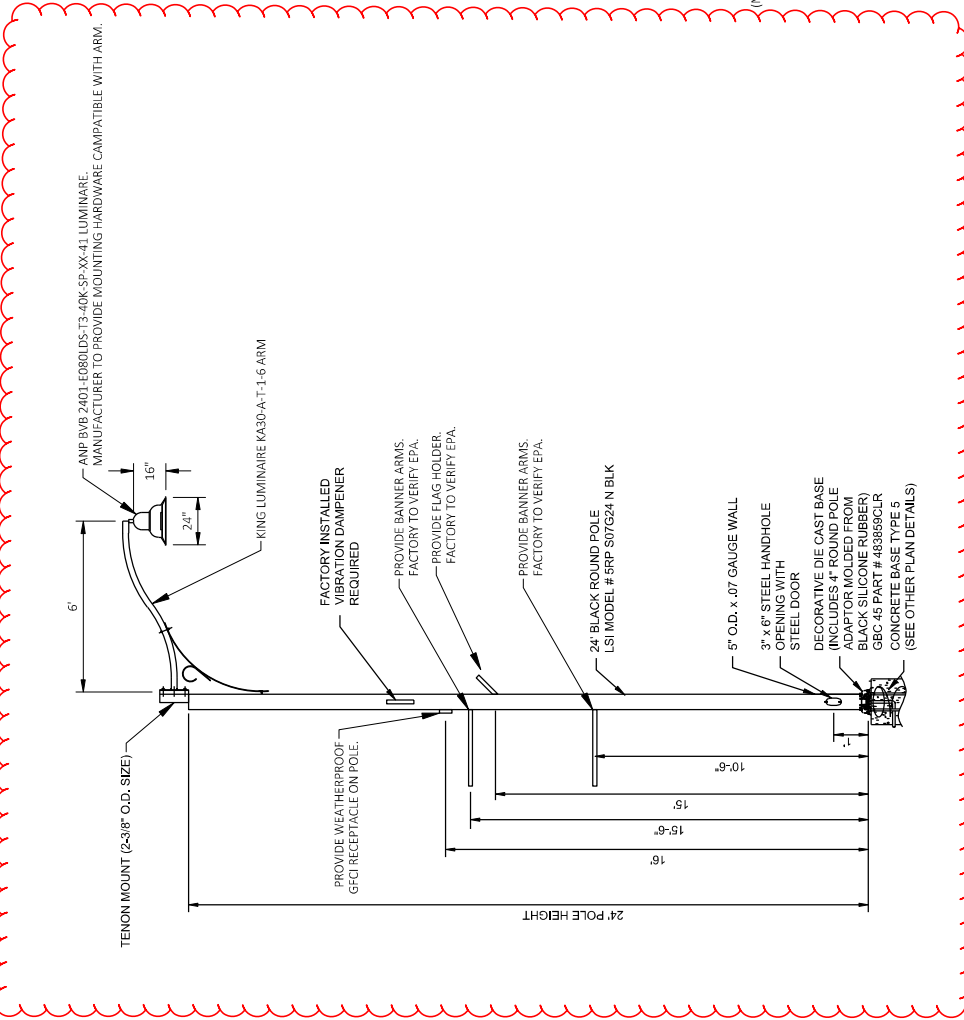 ANP BVB 2401-E080LDS-T3-40K-SP-XX-41 LUMINARE.
MANUFACTURER TO PROVIDE MOUNTING HARDWARE CAMPATIBLE WITH ARM.
16"
24"
6'
KING LUMINAIRE KA30-A-T-1-6 ARM
TENON MOUNT (2-3/8" O.D. SIZE)
FACTORY INSTALLED
VIBRATION DAMPENER
REQUIRED
PROVIDE WEATHERPROOF
GFCI RECEPTACLE ON POLE.
PROVIDE BANNER ARMS.
FACTORY TO VERIFY EPA.
PROVIDE FLAG HOLDER.
FACTORY TO VERIFY EPA.
PROVIDE BANNER ARMS.
FACTORY TO VERIFY EPA.
24' BLACK ROUND POLE
LSI MODEL # 5RP S07G24 N BLK
5" O.D. x .07 GAUGE WALL
3" x 6" STEEL HANDHOLE
OPENING WITH
STEEL DOOR
DECORATIVE DIE CAST BASE
(INCLUDES 4" ROUND POLE
ADAPTOR MOLDED FROM
BLACK SILICONE RUBBER)
GBC 45 PART # 483859CLR
CONCRETE BASE TYPE 5
(SEE OTHER PLAN DETAILS)
1'
10'-6"
15'
15'-6"
16'
24' POLE HEIGHT